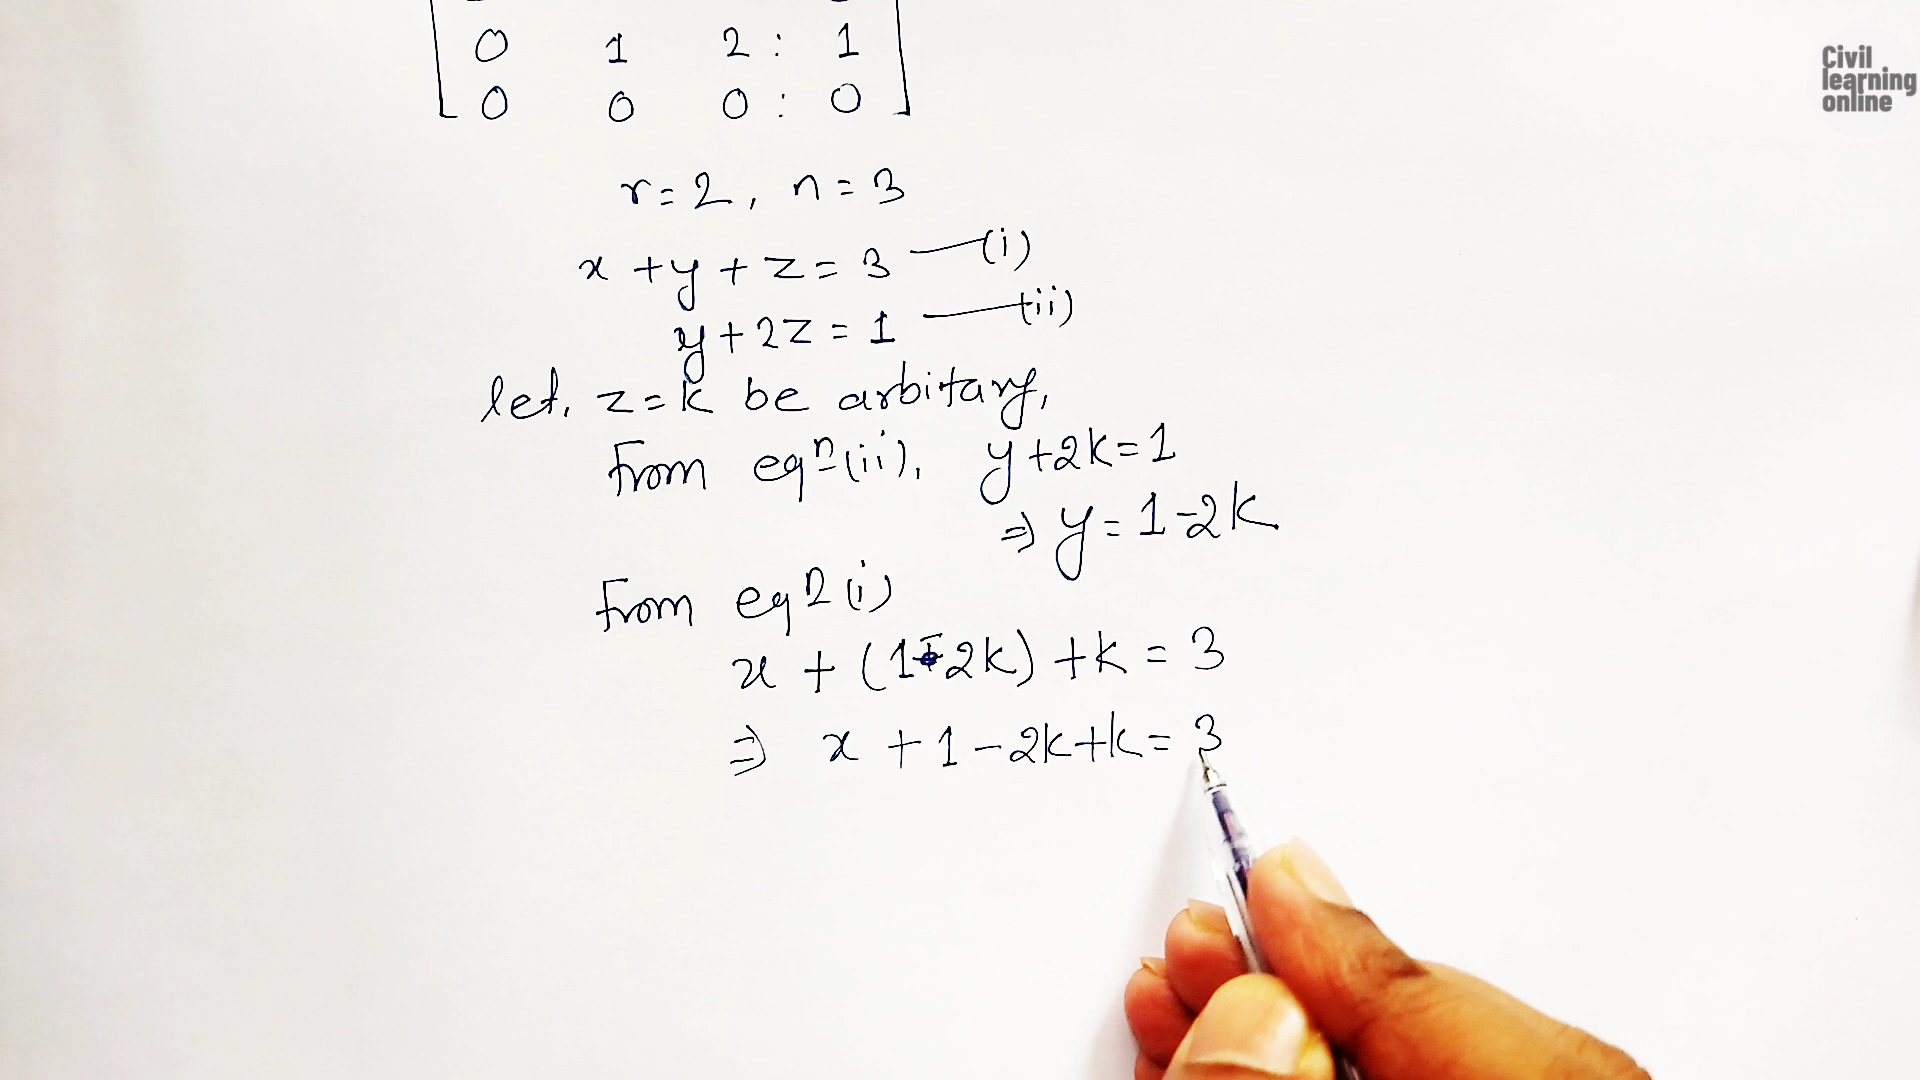 0 1 2 : 1
0 0 0 : 0
r=2, n=3
x+y+z=3 —(i)
y+2z=1 —(ii)
let, z=k be arbitary,
From eqn(ii), y+2k=1
⇒ y=1-2k
From eqn(i)
x+(1-2k)+k=3
⇒ x+1-2k+k=3
Civil
learning
online